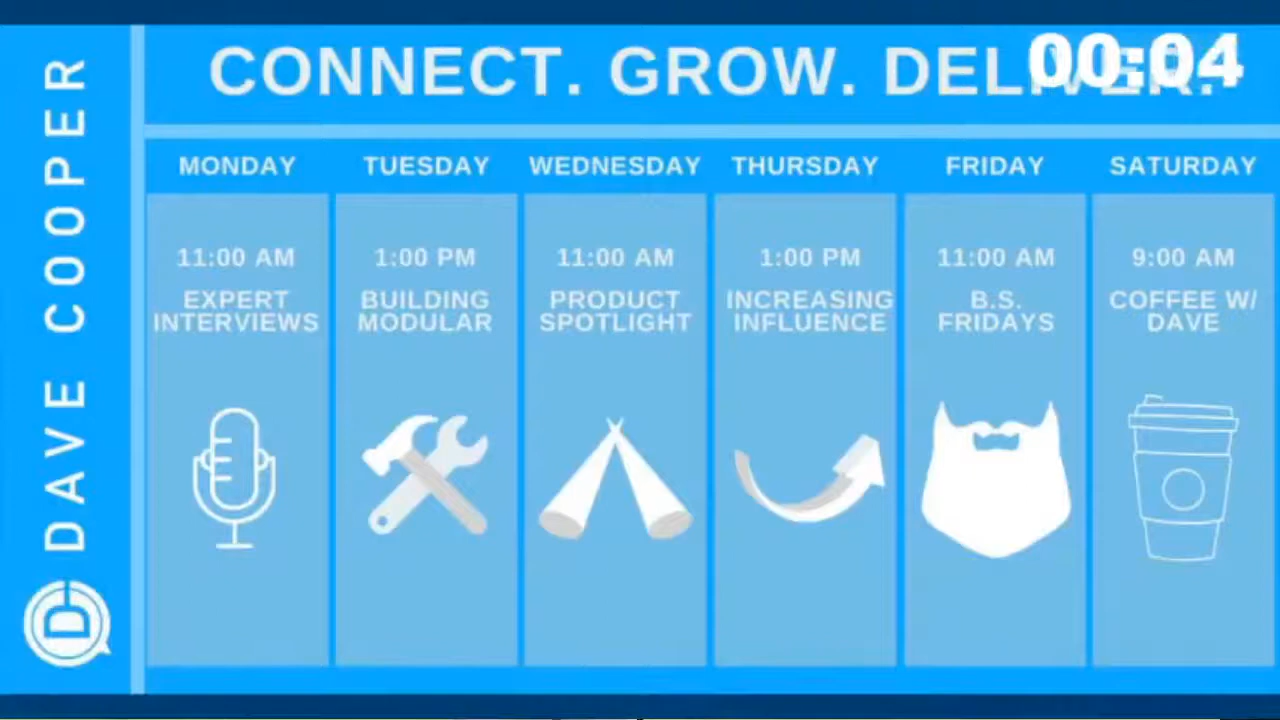 CONNECT. GROW. DELIVER.
00:04
DAVE COOPER
MONDAY
TUESDAY
WEDNESDAY
THURSDAY
FRIDAY
SATURDAY
11:00 AM
1:00 PM
11:00 AM
1:00 PM
11:00 AM
9:00 AM
EXPERT
INTERVIEWS
BUILDING
MODULAR
PRODUCT
SPOTLIGHT
INCREASING
INFLUENCE
B.S.
FRIDAYS
COFFEE W/
DAVE